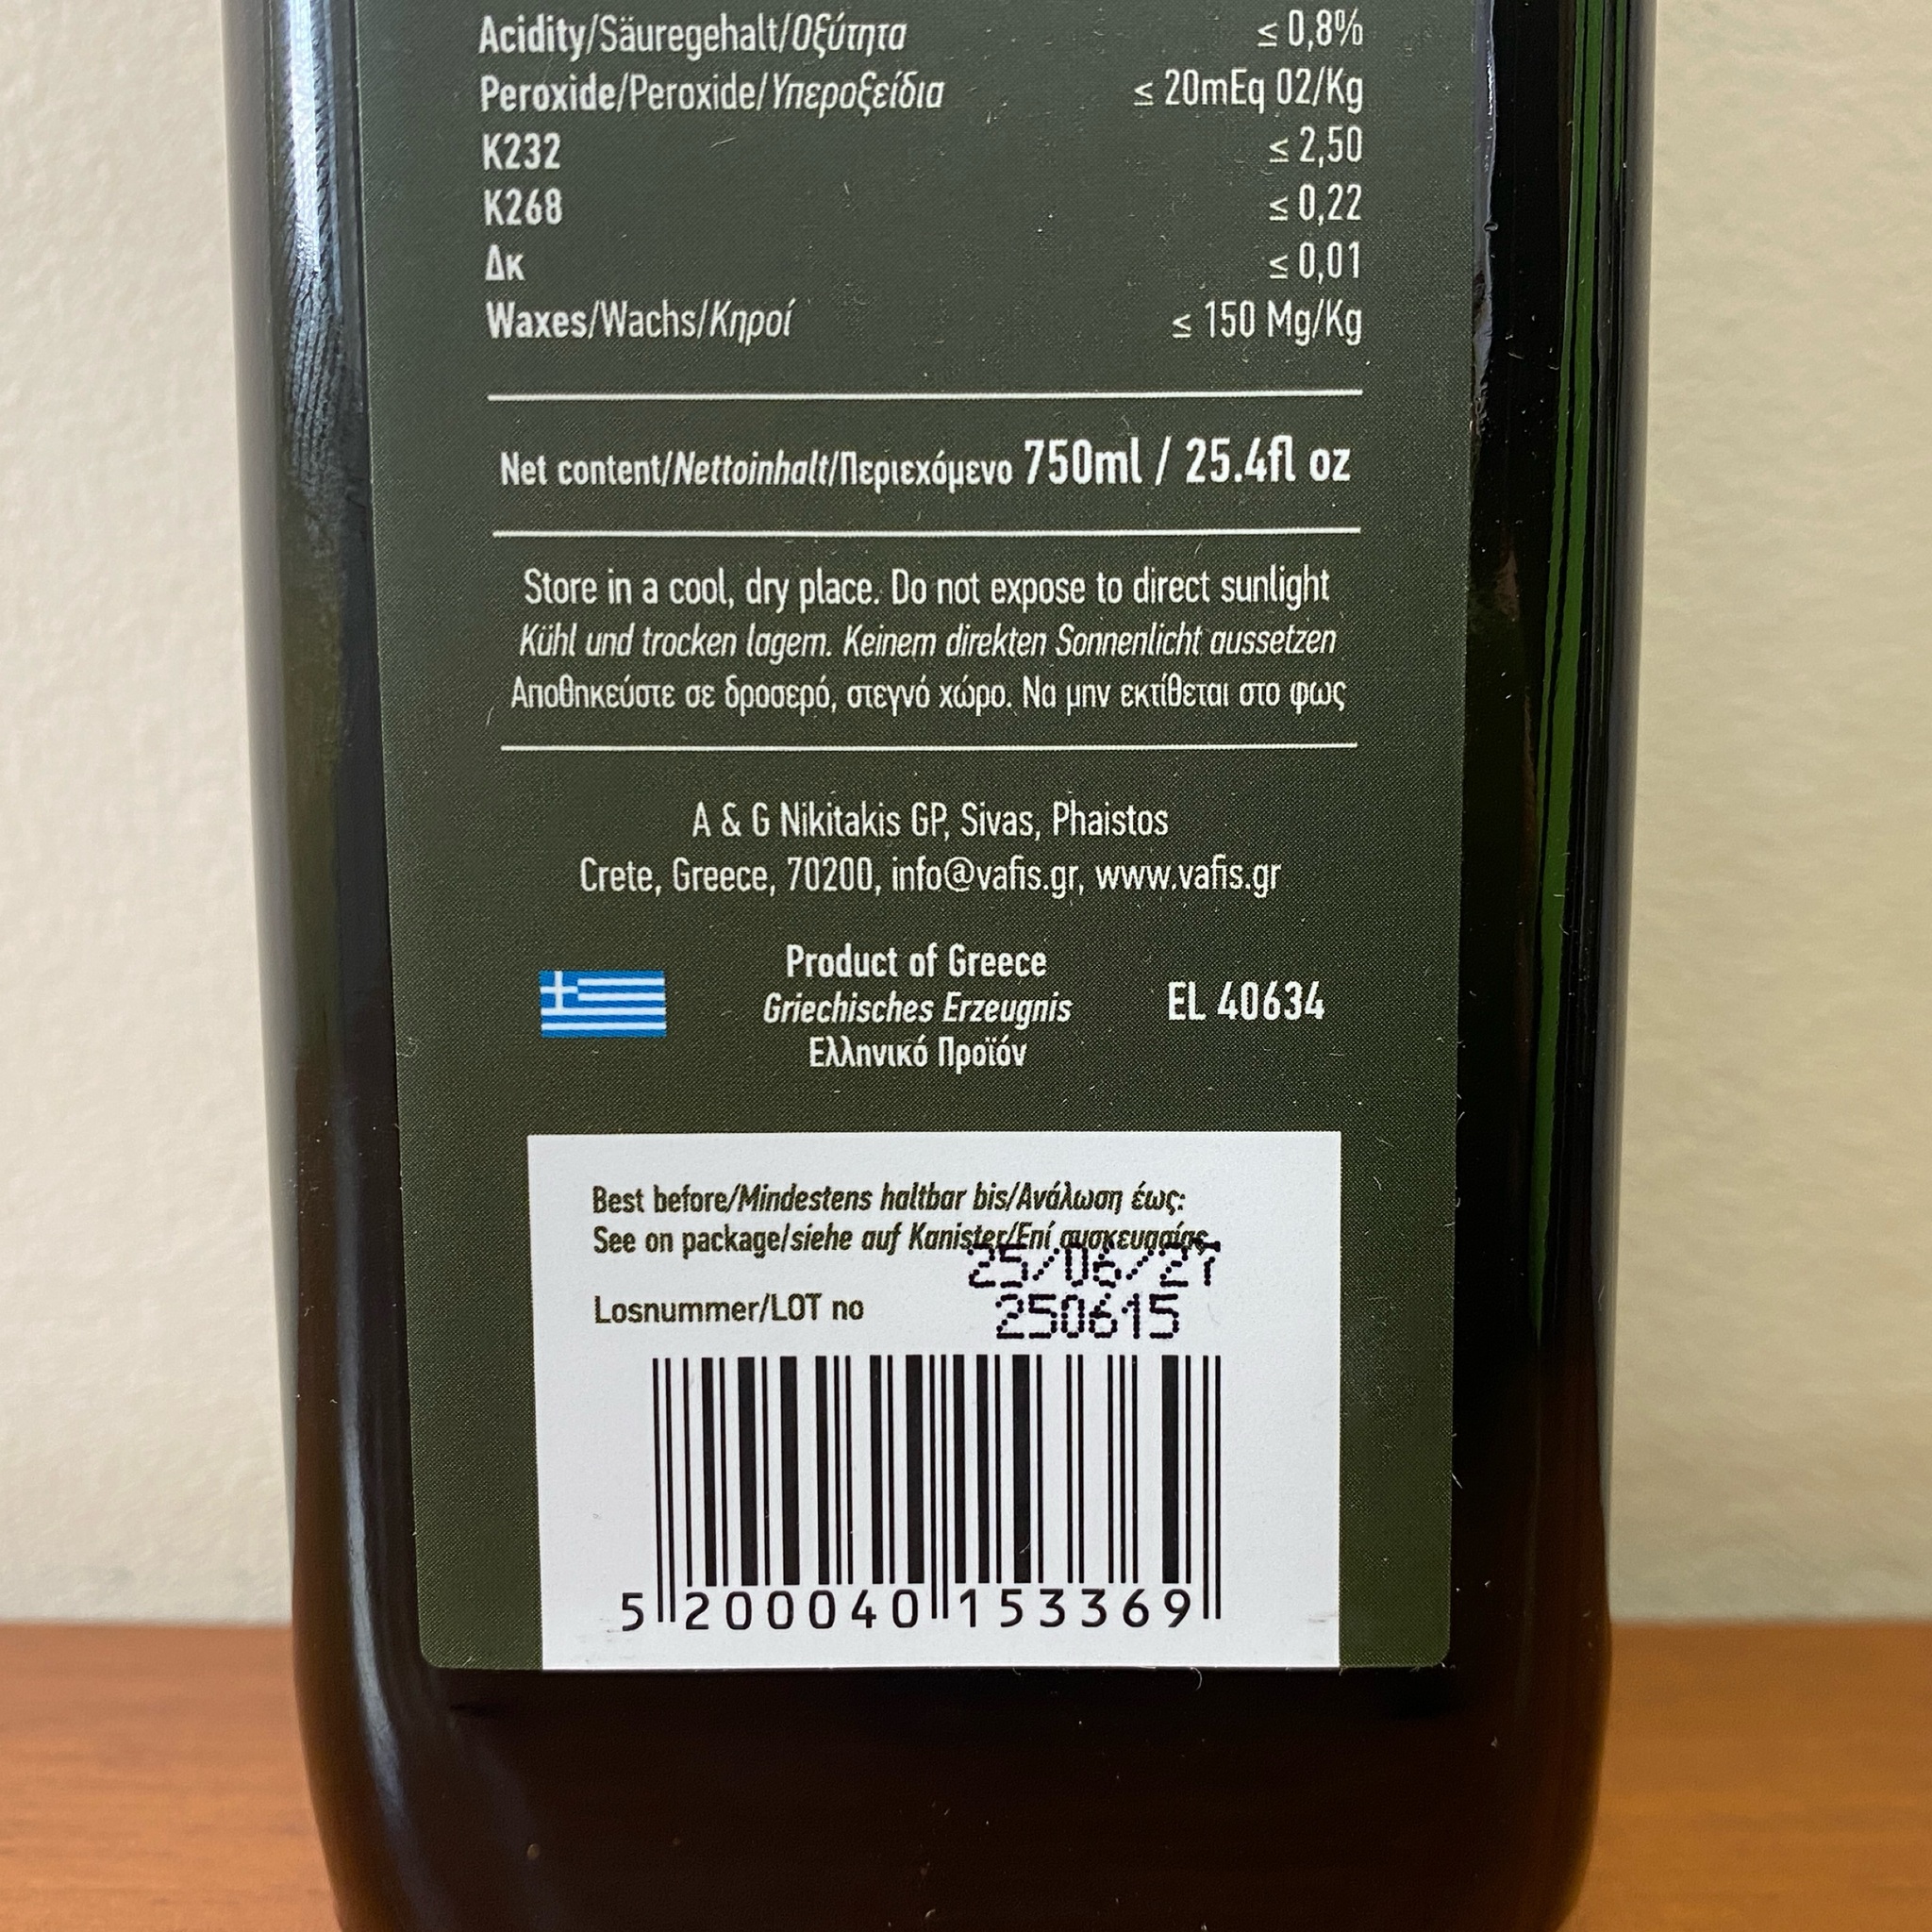 Acidity/Säuregehalt/Οξύτητα ≤ 0,8%
Peroxide/Peroxide/Υπεροξείδια ≤ 20mEq 02/Kg
K232 ≤ 2,50
K268 ≤ 0,22
Δκ ≤ 0,01
Waxes/Wachs/Κηροί ≤ 150 Mg/Kg
Net content/Nettoinhalt/Περιεχόμενο 750ml / 25.4fl oz
Store in a cool, dry place. Do not expose to direct sunlight
Kühl und trocken lagern. Keinem direkten Sonnenlicht aussetzen
Αποθηκεύστε σε δροσερό, στεγνό χώρο. Να μην εκτίθεται στο φως
A & G Nikitakis GP, Sivas, Phaistos
Crete, Greece, 70200, info@vafis.gr, www.vafis.gr
Product of Greece
Griechisches Erzeugnis
Ελληνικό Προϊόν
EL 40634
Best before/Mindestens haltbar bis/Ανάλωση έως:
See on package/siehe auf Kanister/Επί συσκευασίας
25/06/27
Losnummer/LOT no 250615
5 200040 153369